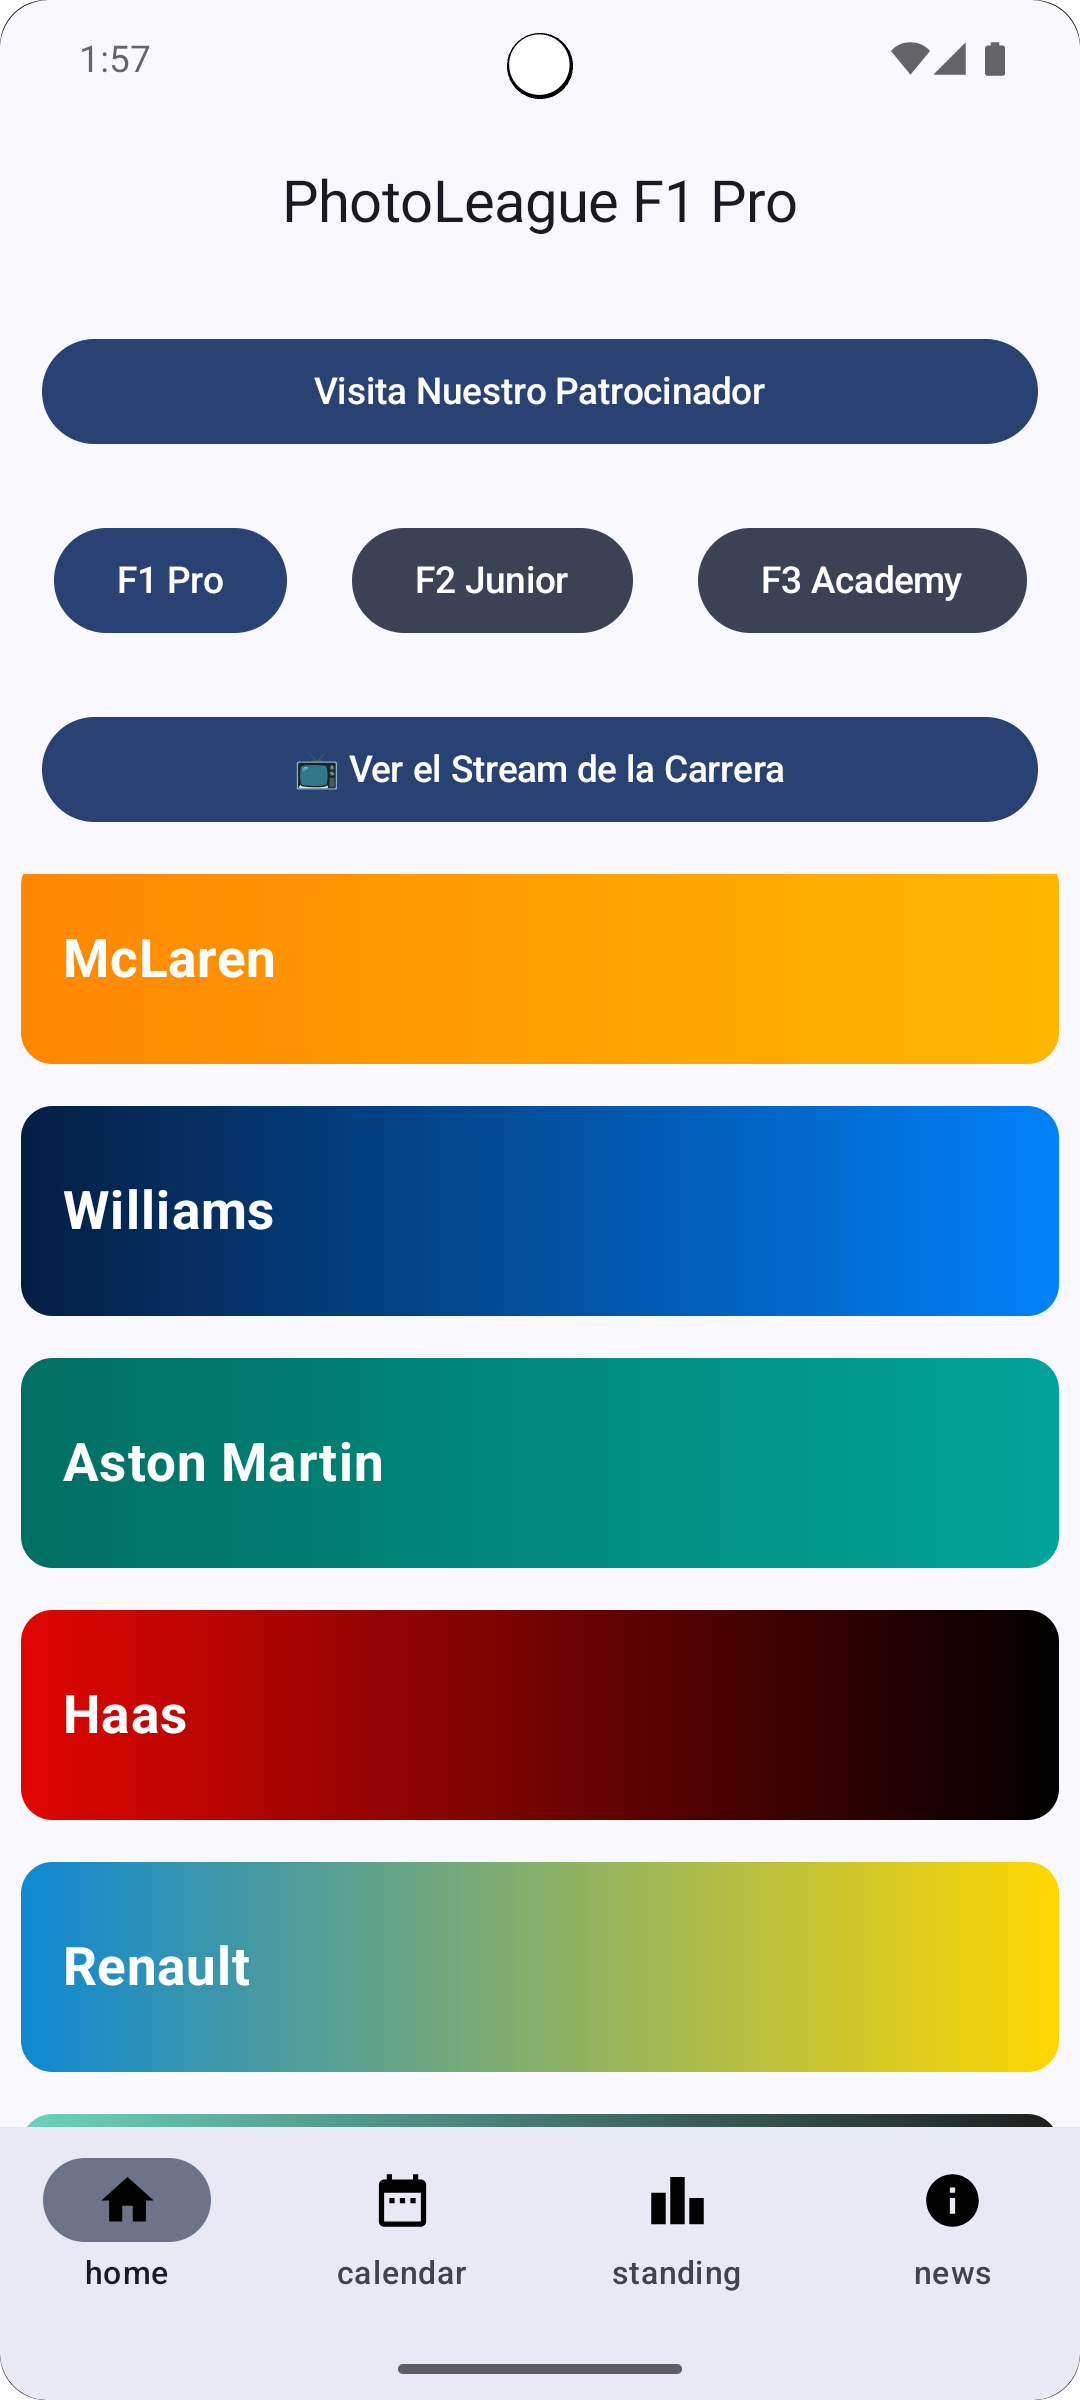 1:57
PhotoLeague F1 Pro
Visita Nuestro Patrocinador
F1 Pro
F2 Junior
F3 Academy
📺 Ver el Stream de la Carrera
McLaren
Williams
Aston Martin
Haas
Renault
home
calendar
standing
news